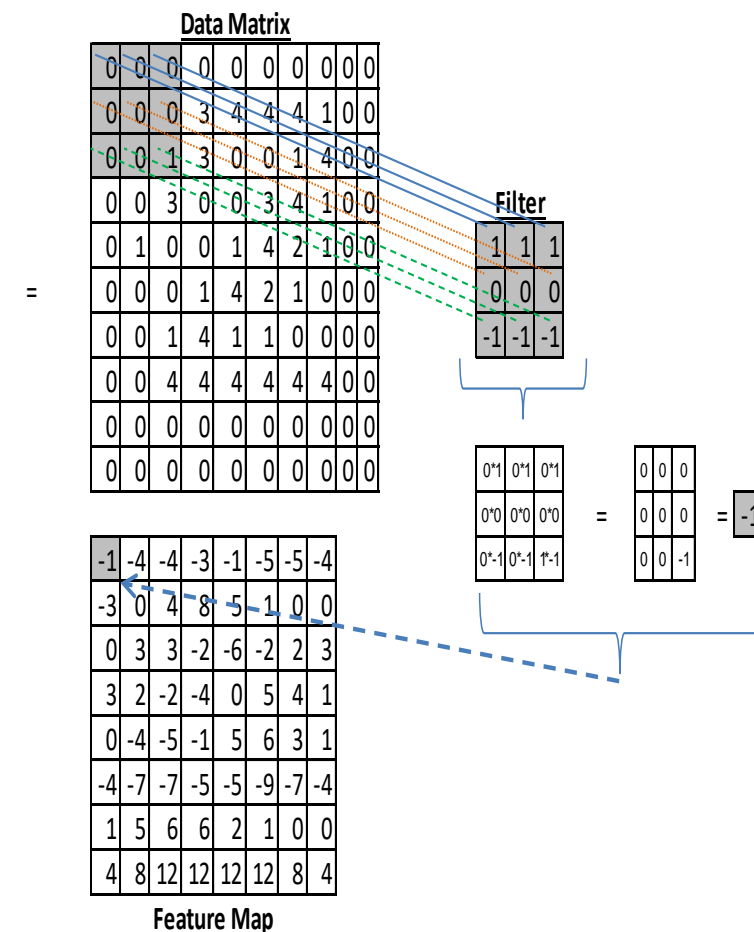 Data Matrix
0 0 0 0 0 0 0 0 0 0
0 0 0 3 4 4 4 1 0 0
0 0 1 3 0 0 1 4 0 0
0 0 3 0 0 3 4 1 0 0
0 1 0 0 1 4 2 1 0 0
0 0 0 1 4 2 1 0 0 0
0 0 1 4 1 1 0 0 0 0
0 0 4 4 4 4 4 4 0 0
0 0 0 0 0 0 0 0 0 0
0 0 0 0 0 0 0 0 0 0
=
Filter
1 1 1
0 0 0
-1 -1 -1
0*1 0*1 0*1
0*0 0*0 0*0
0*-1 0*-1 1*-1
=
0 0 0
0 0 0
0 0 -1
= -1
-1 -4 -4 -3 -1 -5 -5 -4
-3 0 4 8 5 1 0 0
0 3 3 -2 -6 -2 2 3
3 2 -2 -4 0 5 4 1
0 -4 -5 -1 5 6 3 1
-4 -7 -7 -5 -5 -9 -7 -4
1 5 6 6 2 1 0 0
4 8 12 12 12 12 8 4
Feature Map